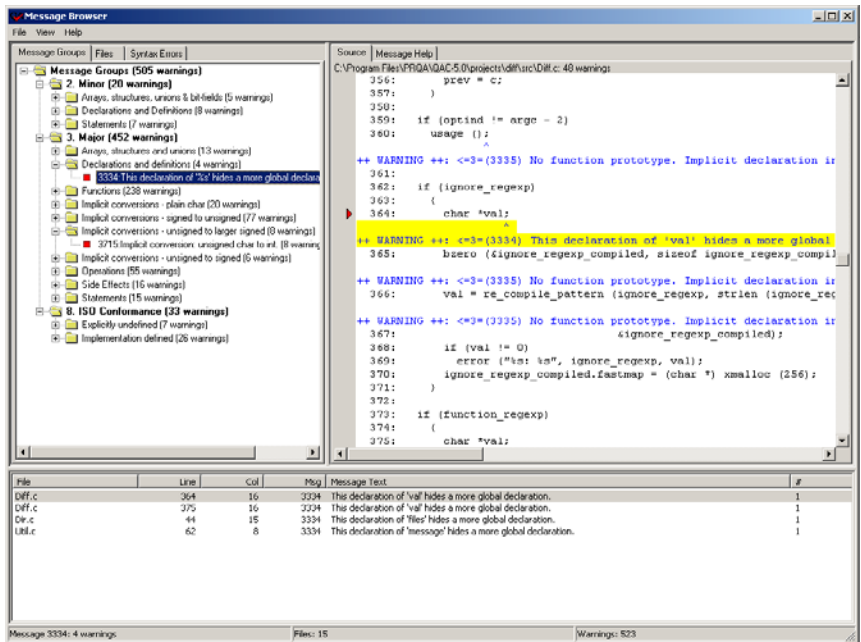 Message Browser
File View Help
Message Groups Files Syntax Errors
Message Groups (505 warnings)
2. Minor (20 warnings)
Arrays, structures, unions & bit-fields (5 warnings)
Declarations and Definitions (8 warnings)
Statements (7 warnings)
3. Major (452 warnings)
Arrays, structures and unions (13 warnings)
Declarations and definitions (4 warnings)
3334:This declaration of '%s' hides a more global declara
Functions (238 warnings)
Implicit conversions - plain char (20 warnings)
Implicit conversions - signed to unsigned (77 warnings)
Implicit conversions - unsigned to larger signed (8 warnings)
3715:Implicit conversion: unsigned char to int. (8 warning
Implicit conversions - unsigned to signed (6 warnings)
Operations (55 warnings)
Side Effects (16 warnings)
Statements (15 warnings)
8. ISO Conformance (33 warnings)
Explicitly undefined (7 warnings)
Implementation defined (26 warnings)
Source Message Help
C:\Program Files\PRQA\QAC-5.0\projects\diff\src\Diff.c: 48 warnings
356: prev = c;
357: }
358:
359: if (optind != argc - 2)
360: usage ();
^
++ WARNING ++: <=3=(3335) No function prototype. Implicit declaration in
361:
362: if (ignore_regexp)
363: {
364: char *val;
^
++ WARNING ++: <=3=(3334) This declaration of 'val' hides a more global
365: bzero (&ignore_regexp_compiled, sizeof ignore_regexp_compil
++ WARNING ++: <=3=(3335) No function prototype. Implicit declaration in
366: val = re_compile_pattern (ignore_regexp, strlen (ignore_reg
++ WARNING ++: <=3=(3335) No function prototype. Implicit declaration in
367: &ignore_regexp_compiled);
368: if (val != 0)
369: error ("%s: %s", ignore_regexp, val);
370: ignore_regexp_compiled.fastmap = (char *) xmalloc (256);
371: }
372:
373: if (function_regexp)
374: {
375: char *val;
File Line Col Msg Message Text #
Diff.c 364 16 3334 This declaration of 'val' hides a more global declaration. 1
Diff.c 375 16 3334 This declaration of 'val' hides a more global declaration. 1
Dir.c 44 15 3334 This declaration of 'files' hides a more global declaration. 1
Util.c 62 8 3334 This declaration of 'message' hides a more global declaration. 1
Message 3334: 4 warnings Files: 15 Warnings: 523